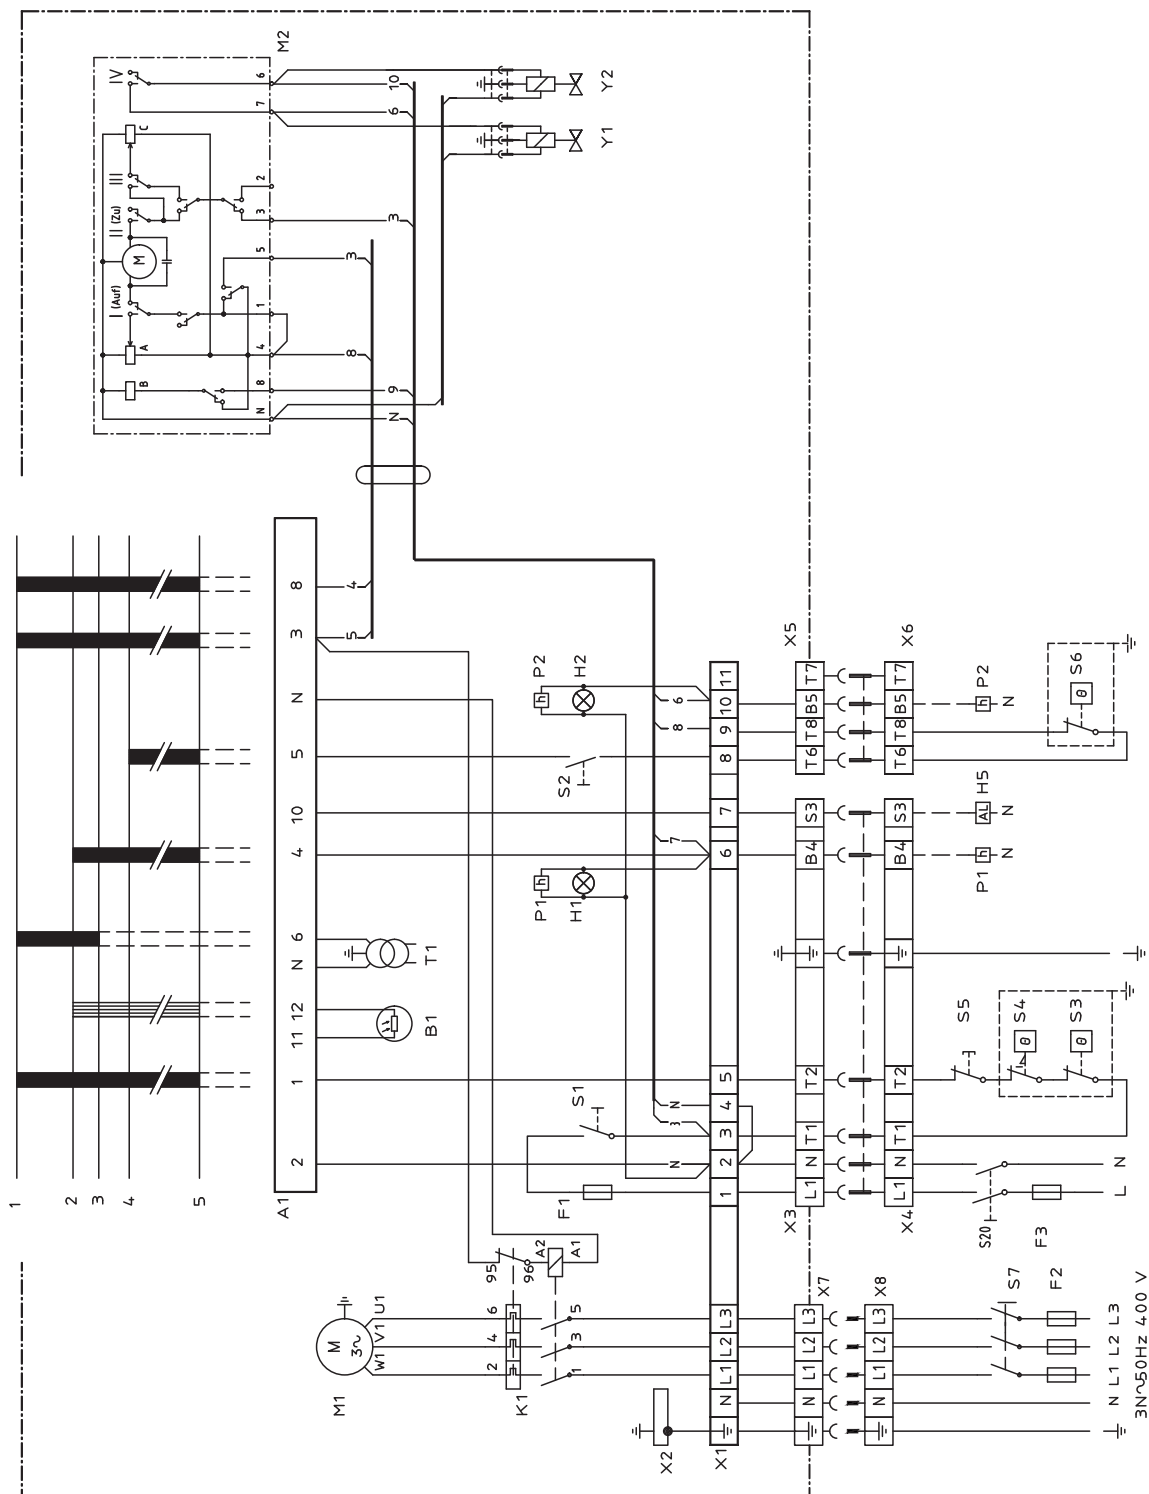 1
2
3
4
5
I (Auf)
II (Zu)
III
IV
M
B
A
C
N 8 4 1 5 3 2 7 6
M2
A1
2 1 11 12 N 6 4 10 5 N 3 8
M1
M
3~
W1 V1 U1
5 4 8 3
N 9 3 6 10
B1
T1
2 4 6
95
96
K1
A2
A1
1 3 5
P1
h
H1
P2
h
H2
F1
S1
S2
Y1
Y2
X2
N 3 N 7 8 6
X1
N L1 L2 L3 1 2 3 4 5 6 7 8 9 10 11
X7
X3
X5
N L1 L2 L3
L1 N T1 T2 B4 S3 T6 T8 B5 T7
X8
X4
X6
N L1 L2 L3
L1 N T1 T2 B4 S3 T6 T8 B5 T7
S5
S4
θ
S3
θ
P1
h
N
H5
AL
N
P2
h
N
S6
θ
S20
F3
L
N
S7
F2
N L1 L2 L3
3N~50Hz 400 V